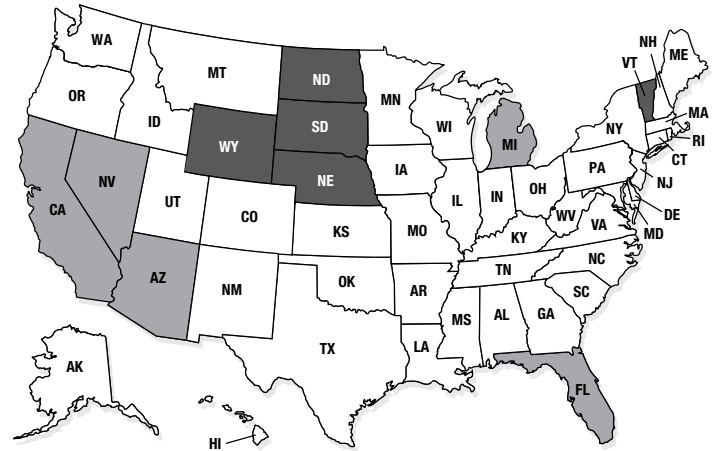 WA
OR
CA
NV
ID
MT
WY
UT
AZ
CO
NM
ND
SD
NE
KS
OK
TX
MN
IA
MO
AR
LA
WI
IL
MI
IN
OH
KY
TN
MS
AL
GA
FL
SC
NC
VA
WV
PA
NY
VT
NH
ME
MA
RI
CT
NJ
DE
MD
AK
HI